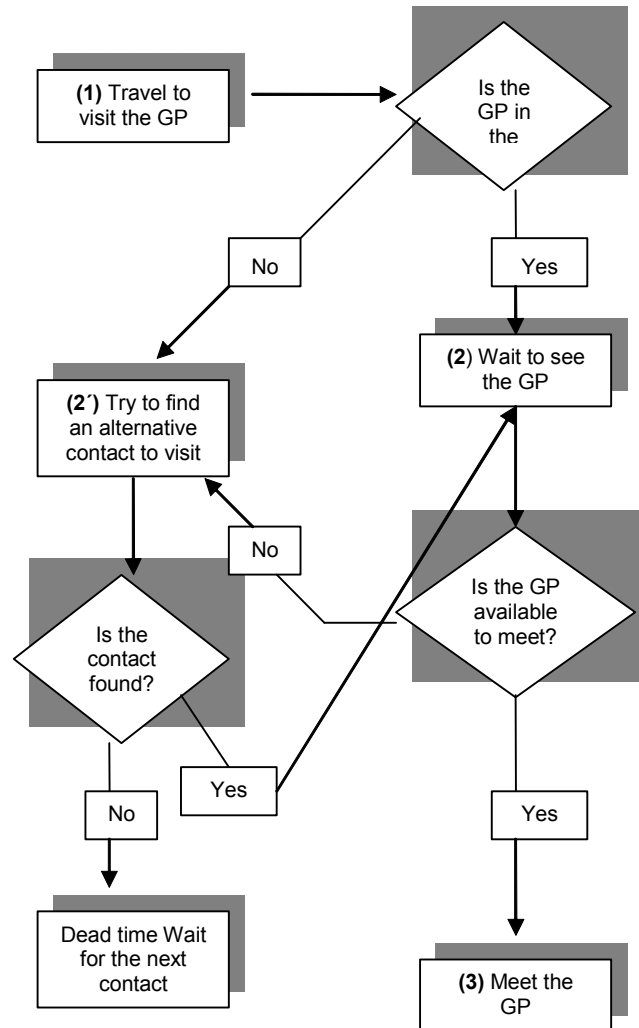 (1) Travel to
visit the GP
Is the
GP in
the
No
Yes
(2) Wait to see
the GP
(2´) Try to find
an alternative
contact to visit
No
Is the GP
available
to meet?
Is the
contact
found?
Yes
No
Yes
Dead time Wait
for the next
contact
(3) Meet the
GP